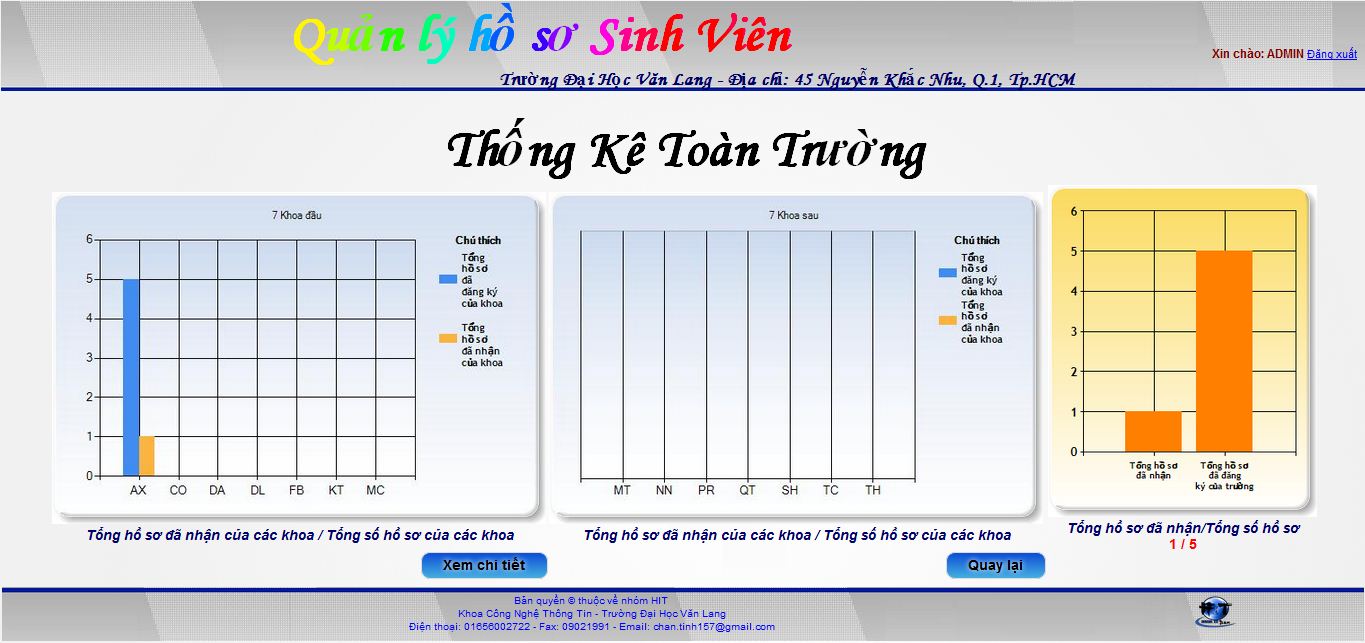 Quản lý hồ sơ Sinh Viên
Xin chào: ADMIN Đăng xuất
Trường Đại Học Văn Lang - Địa chỉ: 45 Nguyễn Khắc Nhu, Q.1, Tp.HCM
Thống Kê Toàn Trường
7 Khoa đầu
6
5
4
3
2
1
0
AX CO DA DL FB KT MC
Chú thích
Tổng
hồ sơ
đã
đăng ký
của khoa
Tổng
hồ sơ
đã nhận
của khoa
Tổng hồ sơ đã nhận của các khoa / Tổng số hồ sơ của các khoa
7 Khoa sau
MT NN PR QT SH TC TH
Chú thích
Tổng
hồ sơ
đăng ký
của khoa
Tổng
hồ sơ
đã nhận
của khoa
Tổng hồ sơ đã nhận của các khoa / Tổng số hồ sơ của các khoa
6
5
4
3
2
1
0
Tổng hồ sơ
đã nhận
Tổng hồ sơ
đã đăng
ký của trường
Tổng hồ sơ đã nhận/Tổng số hồ sơ
1 / 5
Xem chi tiết
Quay lại
Bản quyền © thuộc về nhóm HIT
Khoa Công Nghệ Thông Tin - Trường Đại Học Văn Lang
Điện thoại: 01656002722 - Fax: 09021991 - Email: chan.tinh157@gmail.com